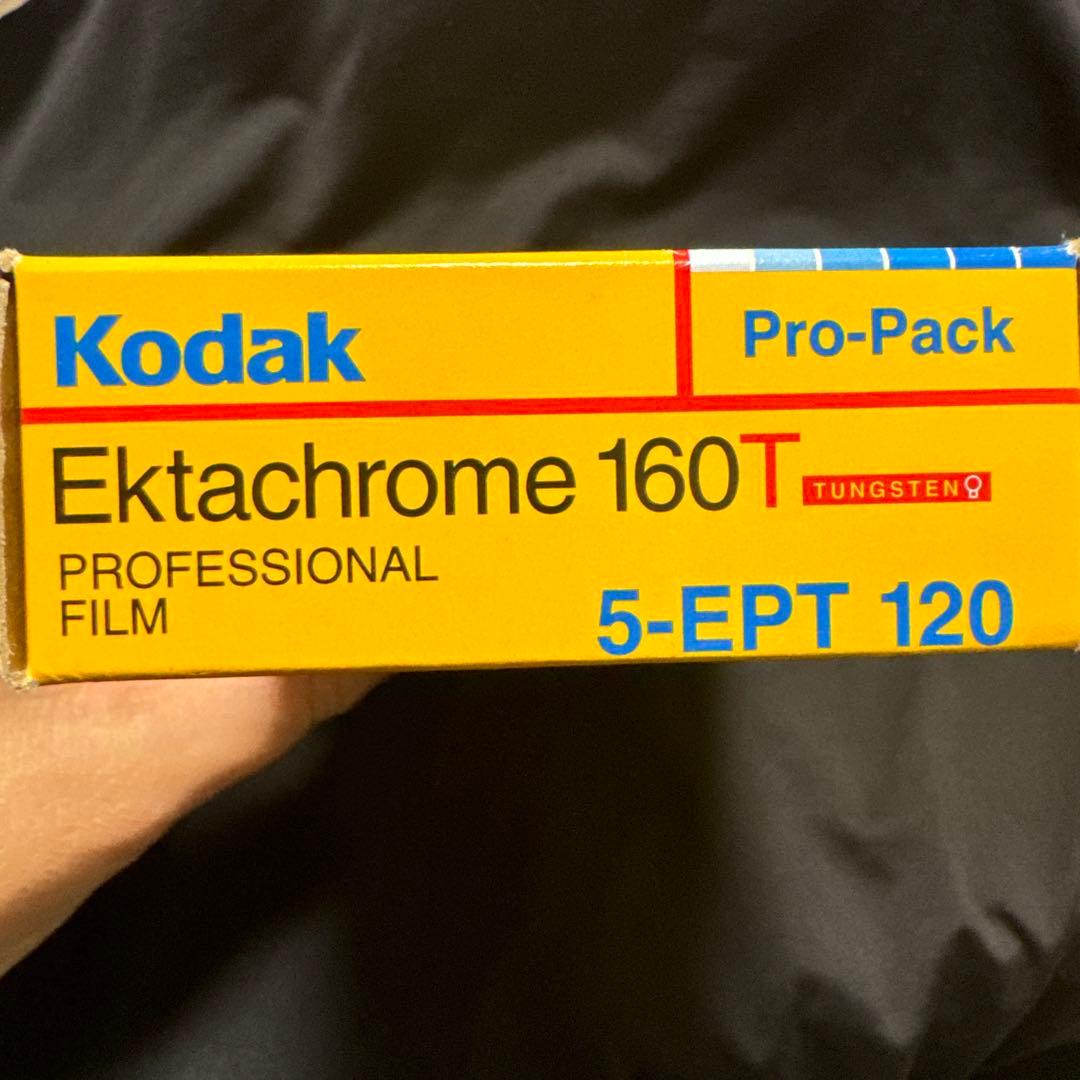 Kodak
Pro-Pack
Ektachrome 160T TUNGSTEN
PROFESSIONAL
FILM
5-EPT 120